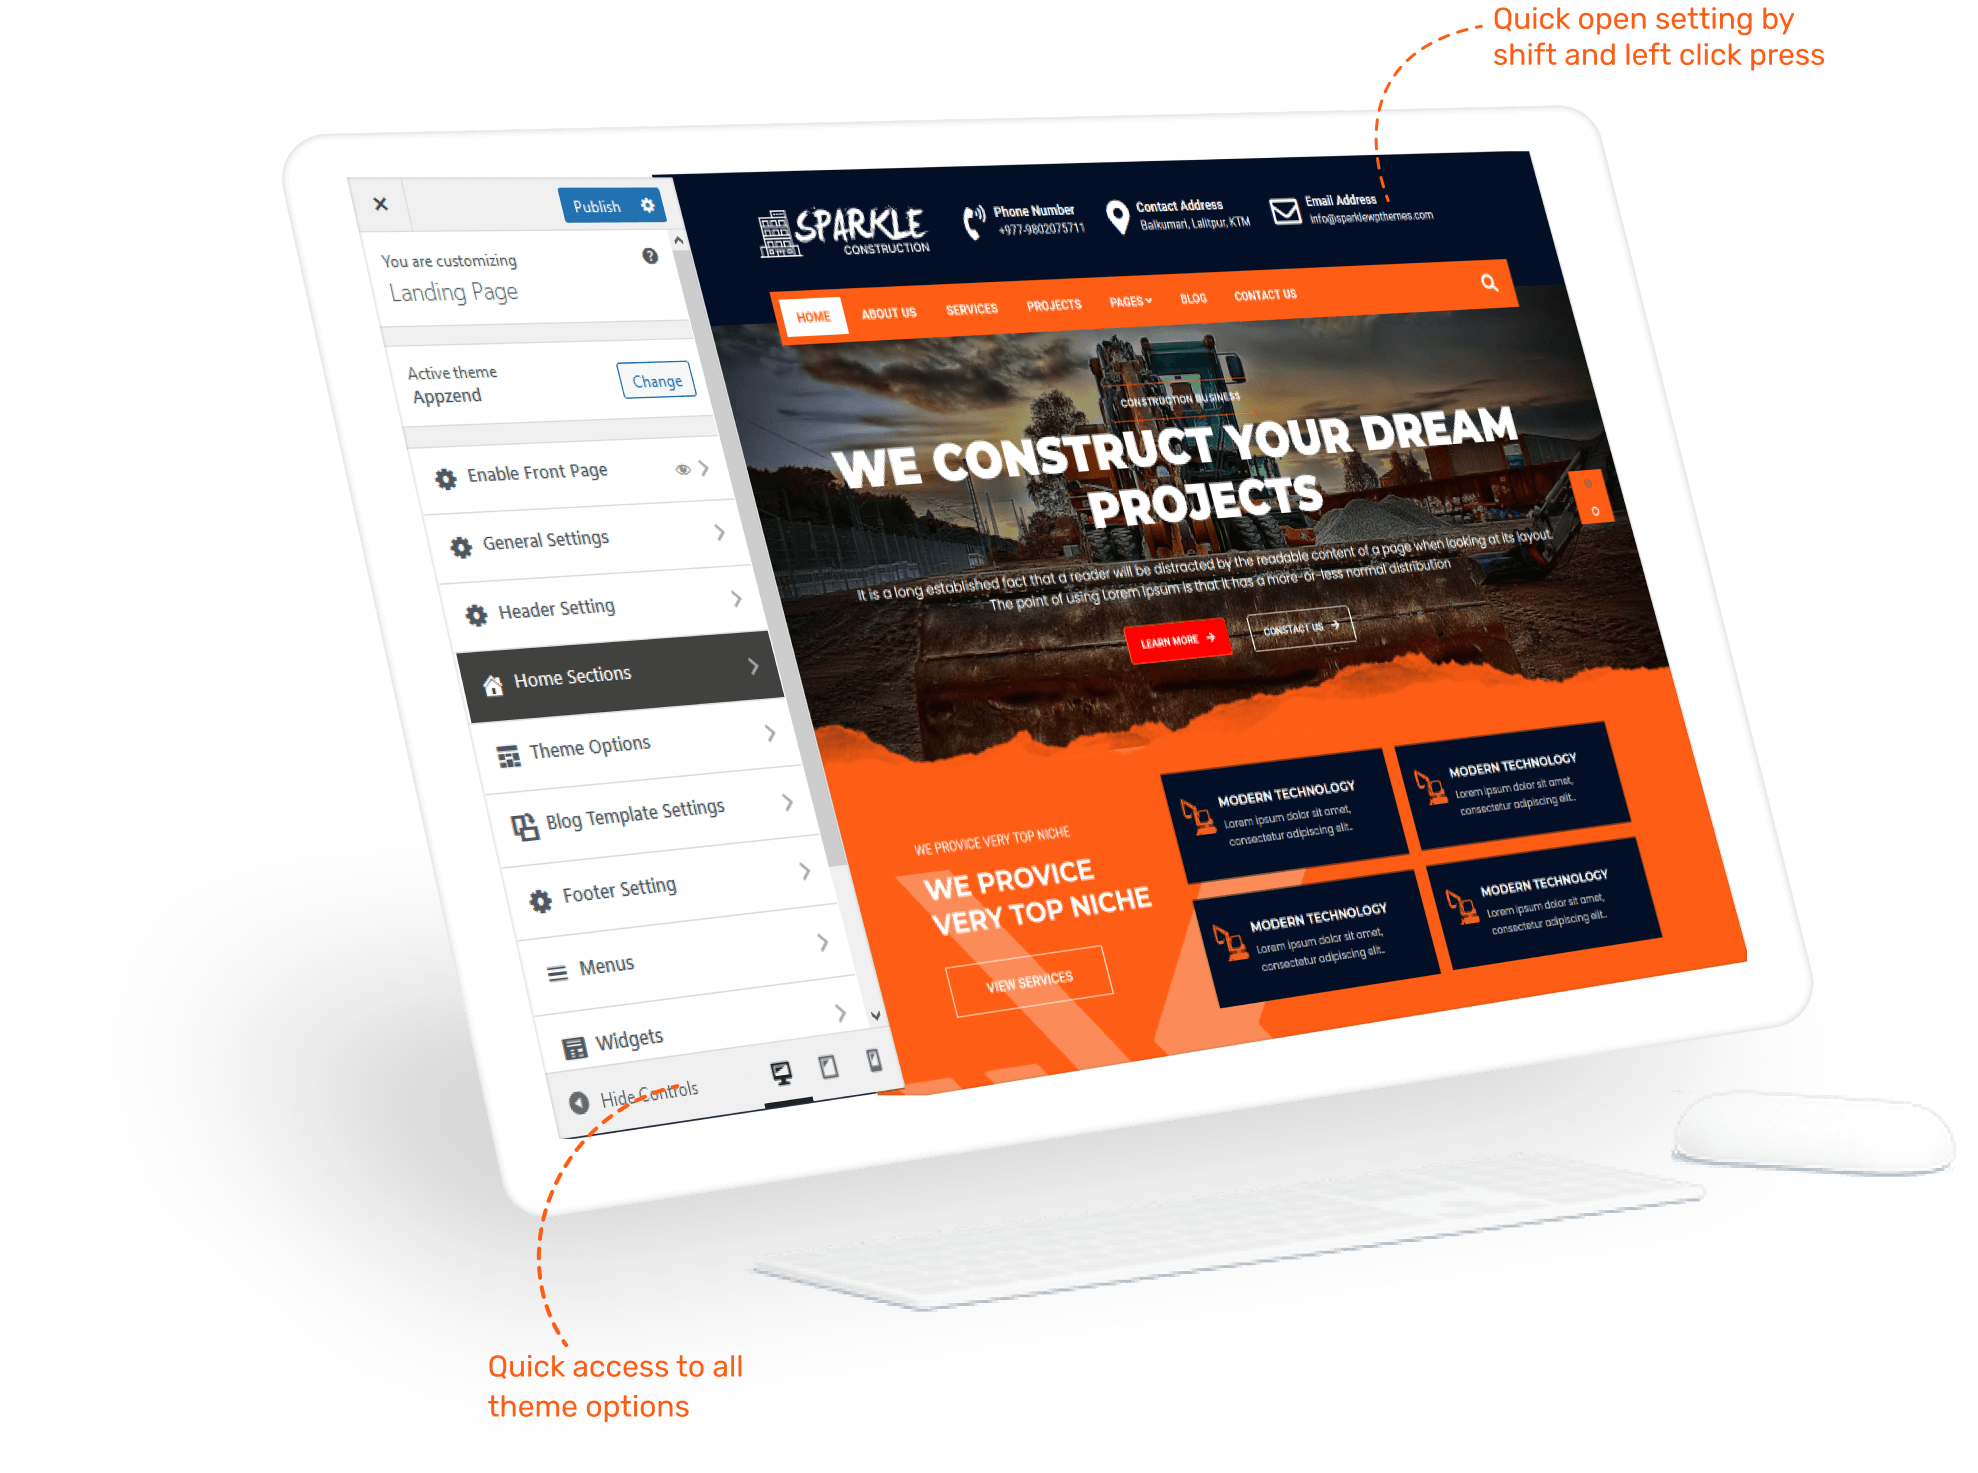 Quick open setting by
shift and left click press
Publish
You are customizing
Landing Page
Active theme
Appzend
Change
Enable Front Page
General Settings
Header Setting
Home Sections
Theme Options
Blog Template Settings
Footer Setting
Menus
Widgets
Hide Controls
SPARKLE
CONSTRUCTION
Phone Number
+977-9802075711
Contact Address
Balkumari, Lalitpur, KTM
Email Address
info@sparklewpthemes.com
HOME
ABOUT US
SERVICES
PROJECTS
PAGES
BLOG
CONTACT US
CONSTRUCTION BUSINESS
WE CONSTRUCT YOUR DREAM
PROJECTS
It is a long established fact that a reader will be distracted by the readable content of a page when looking at its layout.
The point of using Lorem Ipsum is that it has a more-or-less normal distribution
LEARN MORE
CONSTACT US
WE PROVICE VERY TOP NICHE
WE PROVICE
VERY TOP NICHE
VIEW SERVICES
MODERN TECHNOLOGY
Lorem ipsum dolor sit amet,
consectetur adipiscing elit..
MODERN TECHNOLOGY
Lorem ipsum dolor sit amet,
consectetur adipiscing elit..
MODERN TECHNOLOGY
Lorem ipsum dolor sit amet,
consectetur adipiscing elit..
MODERN TECHNOLOGY
Lorem ipsum dolor sit amet,
consectetur adipiscing elit..
Quick access to all
theme options